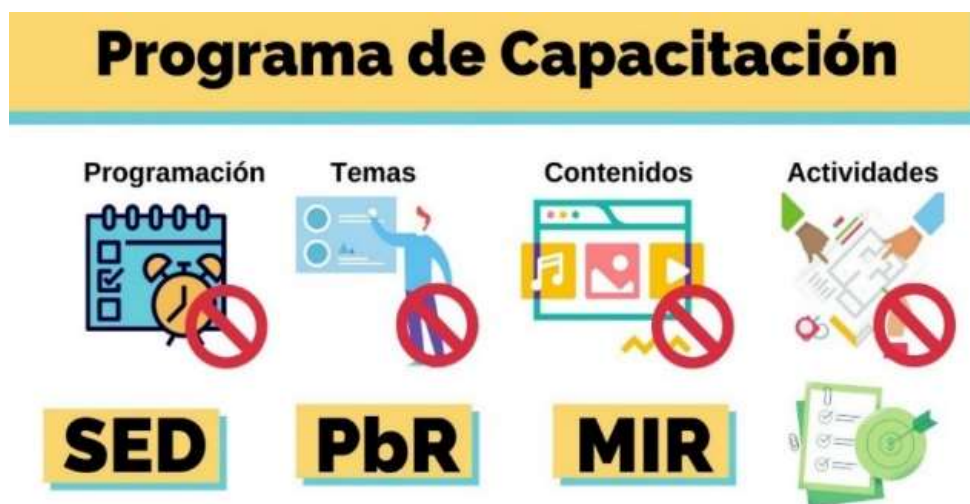 Programa de Capacitación
Programación Temas Contenidos Actividades
SED PbR MIR